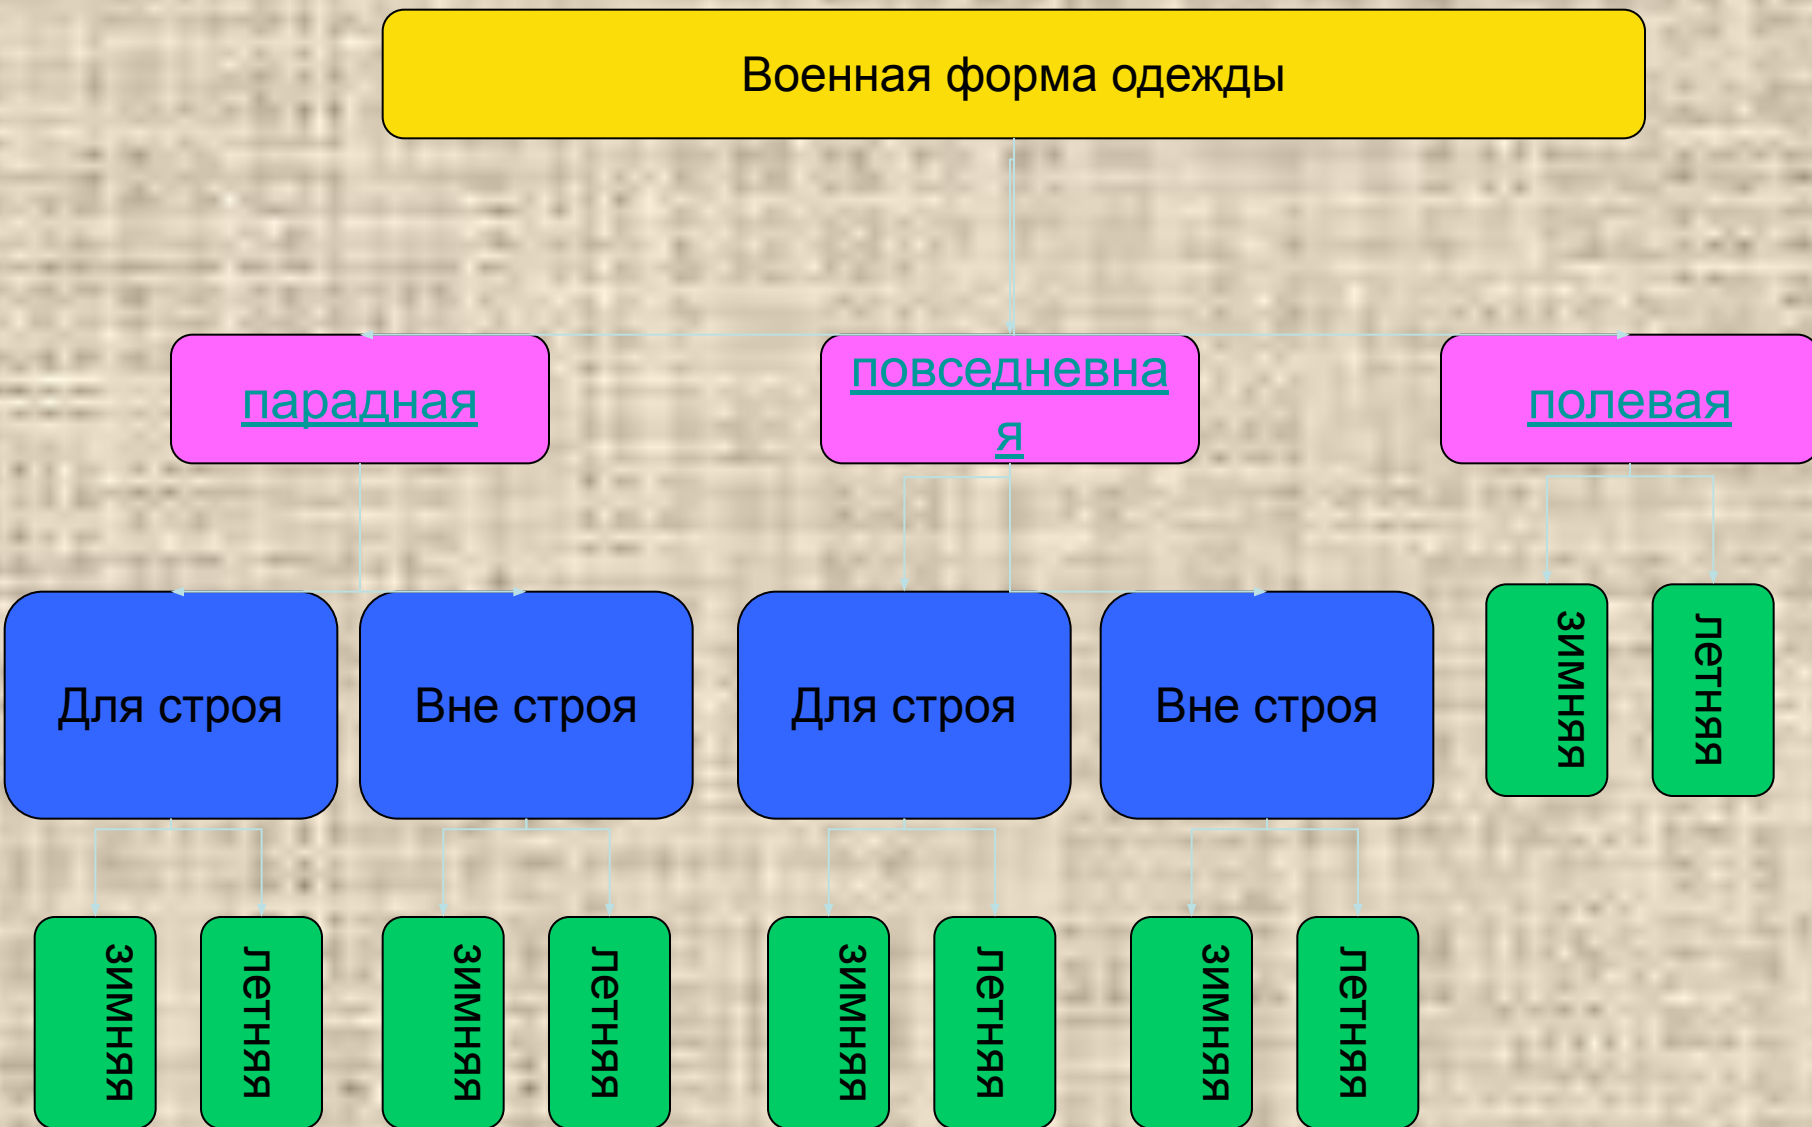 Военная форма одежды
парадная
повседневна
я
полевая
Для строя
Вне строя
Для строя
Вне строя
зимняя
летняя
зимняя
летняя
зимняя
летняя
зимняя
летняя
зимняя
летняя